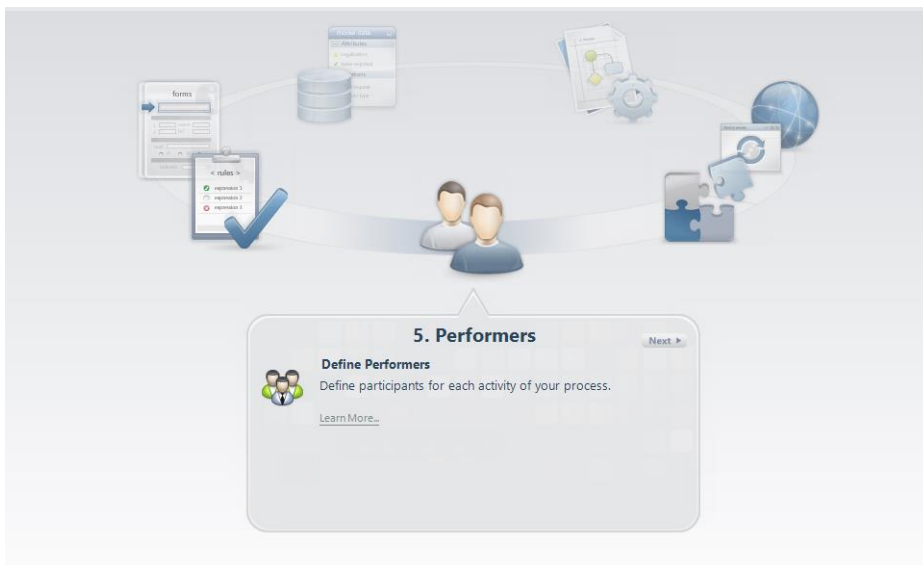 Attributes
forms
< rules >
expression 1
expression 2
expression 3
5. Performers
Next
Define Performers
Define participants for each activity of your process.
Learn More...